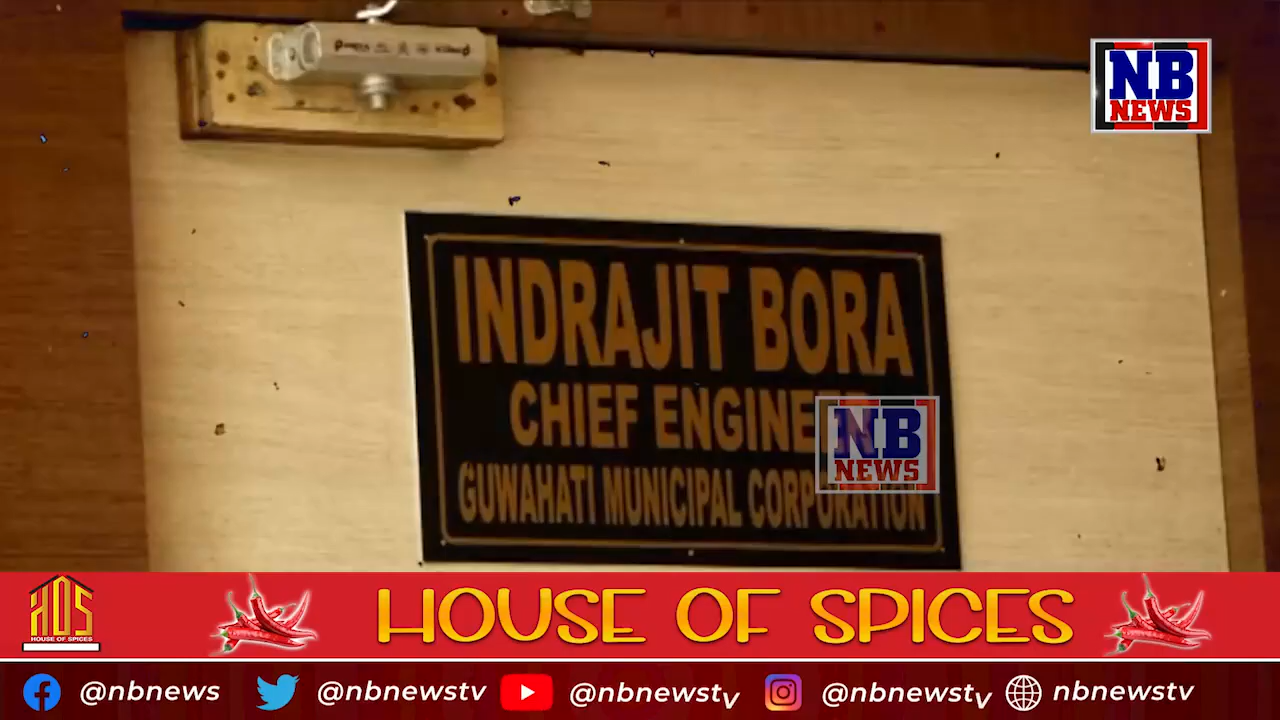 NB
NEWS
INDRAJIT BORA
CHIEF ENGINEER
GUWAHATI MUNICIPAL CORPORATION
NB
NEWS
HOS
HOUSE OF SPICES
HOUSE OF SPICES
@nbnews
@nbnewstv
@nbnewstv
@nbnewstv
nbnewstv